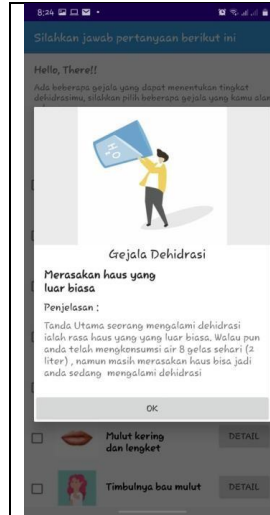 8:24
Silahkan jawab pertanyaan berikut ini
Hello, There!!
Ada beberapa gejala yang dapat menentukan tingkat
dehidrasimu, silahkan pilih beberapa gejala yang kamu alam
H₂O
Gejala Dehidrasi
Merasakan haus yang
luar biasa
Penjelasan :
Tanda Utama seorang mengalami dehidrasi
ialah rasa haus yang yang luar biasa. Walau pun
anda telah mengkonsumsi air 8 gelas sehari (2
liter) , namun masih merasakan haus bisa jadi
anda sedang mengalami dehidrasi
OK
Mulut kering
dan lengket
DETAIL
Timbulnya bau mulut
DETAIL